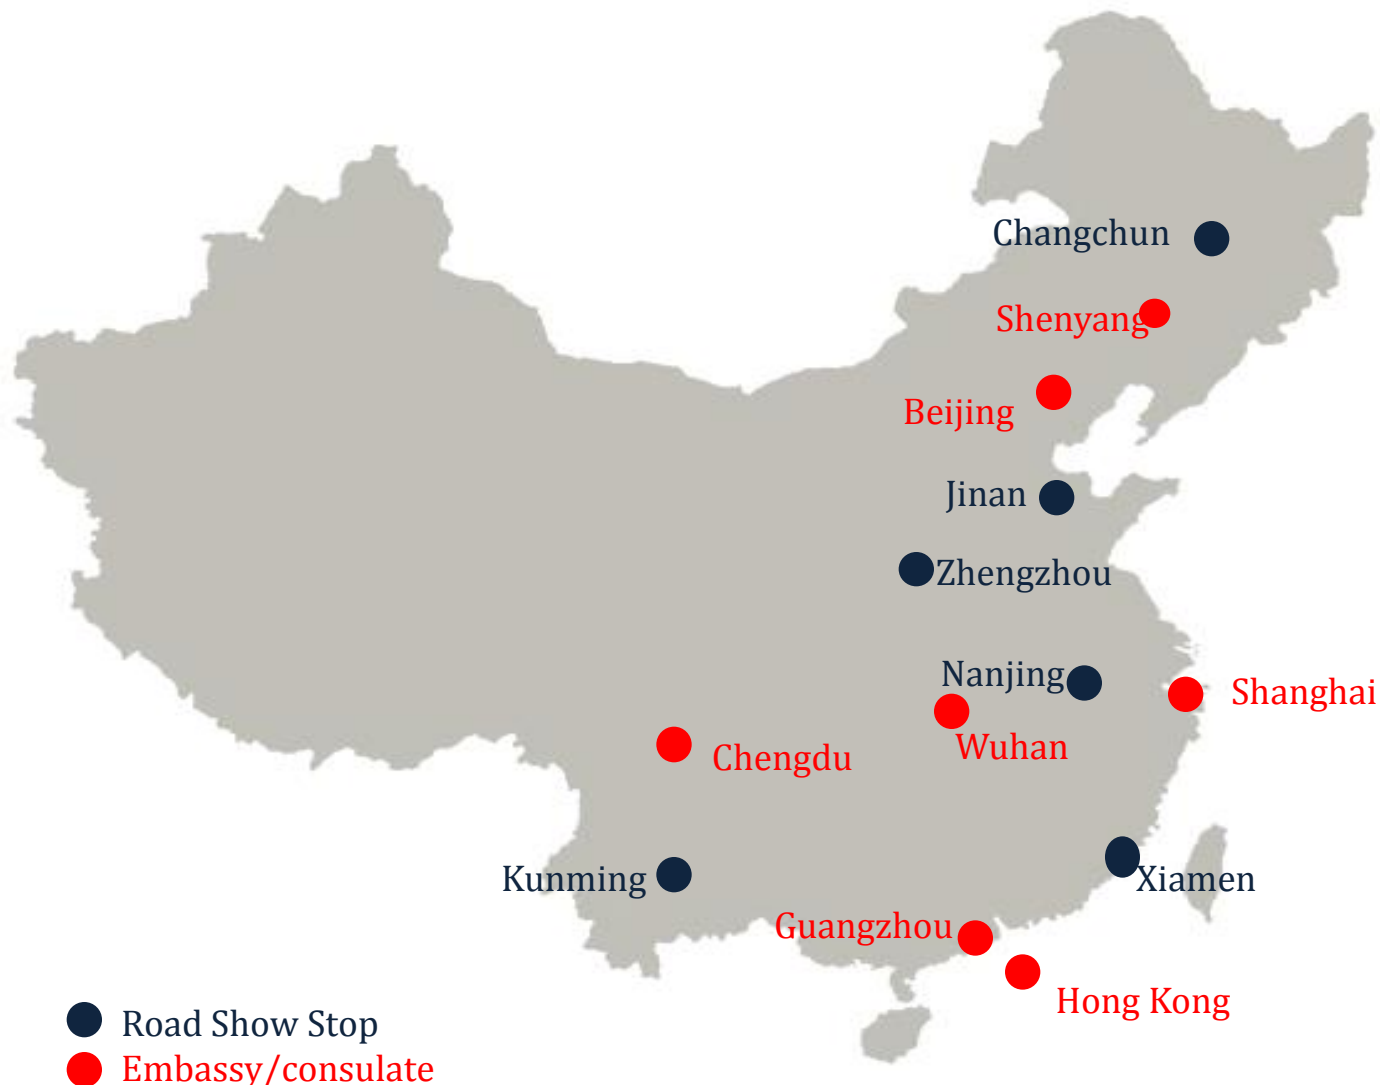 Changchun
Shenyang
Beijing
Jinan
Zhengzhou
Nanjing
Shanghai
Wuhan
Chengdu
Kunming
Xiamen
Guangzhou
Hong Kong
Road Show Stop
Embassy/consulate